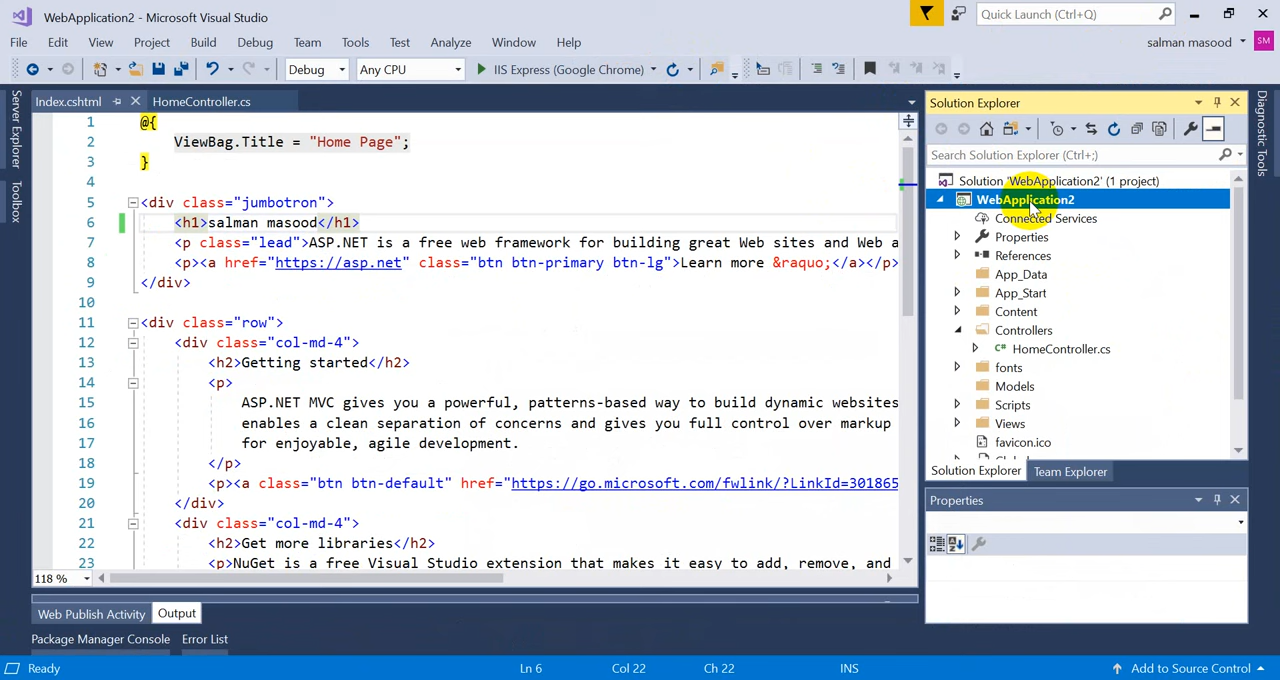 WebApplication2 - Microsoft Visual Studio
Quick Launch (Ctrl+Q)
File Edit View Project Build Debug Team Tools Test Analyze Window Help
salman masood SM
Debug Any CPU IIS Express (Google Chrome)
Server Explorer
Toolbox
Index.cshtml HomeController.cs
1 @{
2 ViewBag.Title = "Home Page";
3 }
4
5 <div class="jumbotron">
6 <h1>salman masood</h1>
7 <p class="lead">ASP.NET is a free web framework for building great Web sites and Web a
8 <p><a href="https://asp.net" class="btn btn-primary btn-lg">Learn more &raquo;</a></p>
9 </div>
10
11 <div class="row">
12 <div class="col-md-4">
13 <h2>Getting started</h2>
14 <p>
15 ASP.NET MVC gives you a powerful, patterns-based way to build dynamic websites
16 enables a clean separation of concerns and gives you full control over markup
17 for enjoyable, agile development.
18 </p>
19 <p><a class="btn btn-default" href="https://go.microsoft.com/fwlink/?LinkId=301865
20 </div>
21 <div class="col-md-4">
22 <h2>Get more libraries</h2>
23 <p>NuGet is a free Visual Studio extension that makes it easy to add, remove, and
118 %
Solution Explorer
Search Solution Explorer (Ctrl+;)
Solution 'WebApplication2' (1 project)
WebApplication2
Connected Services
Properties
References
App_Data
App_Start
Content
Controllers
C# HomeController.cs
fonts
Models
Scripts
Views
favicon.ico
Solution Explorer Team Explorer
Properties
Diagnostic Tools
Web Publish Activity Output
Package Manager Console Error List
Ready Ln 6 Col 22 Ch 22 INS Add to Source Control